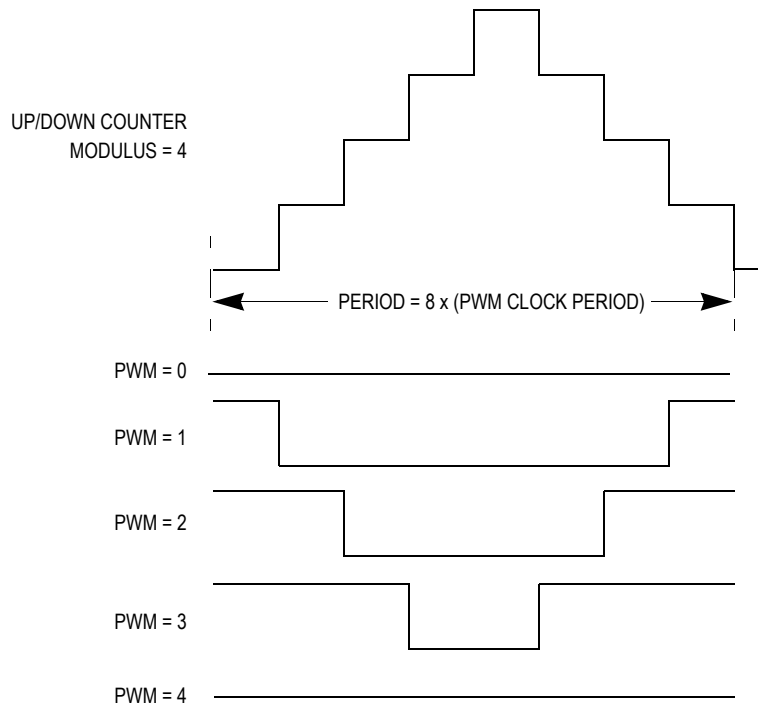 UP/DOWN COUNTER
MODULUS = 4
PERIOD = 8 x (PWM CLOCK PERIOD)
PWM = 0
PWM = 1
PWM = 2
PWM = 3
PWM = 4